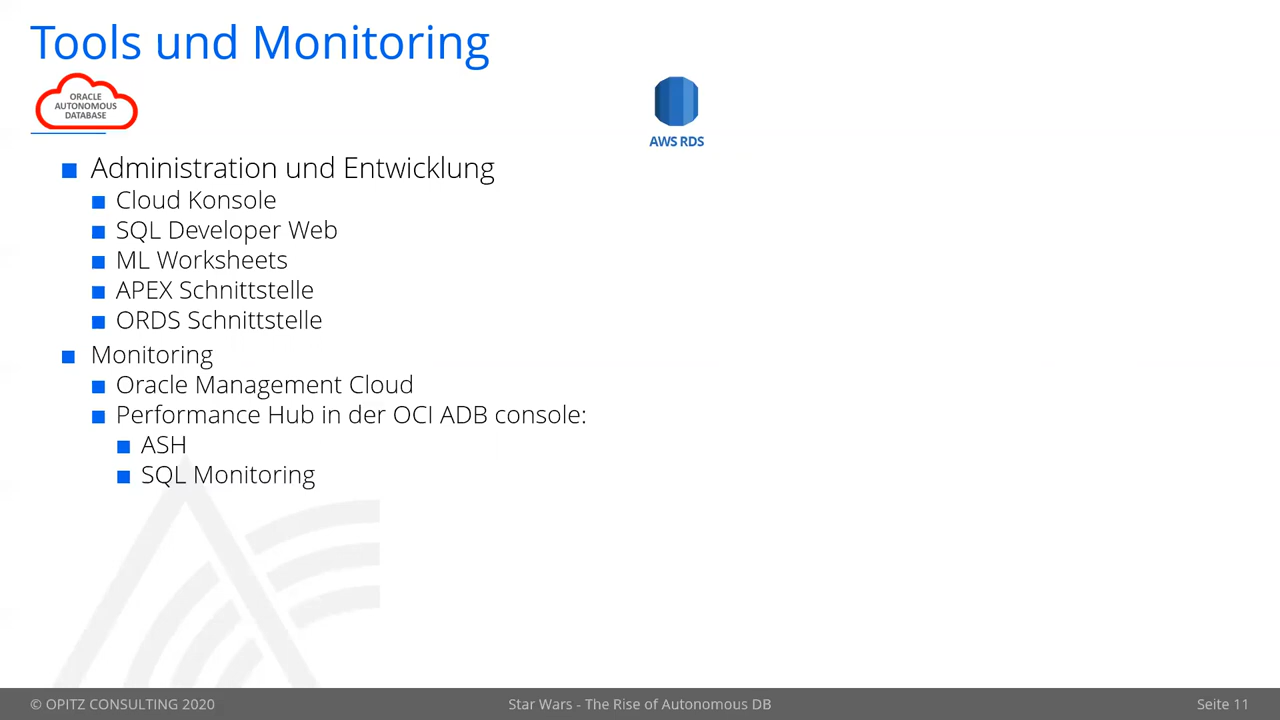 Tools und Monitoring
ORACLE
AUTONOMOUS
DATABASE
AWS RDS
Administration und Entwicklung
Cloud Konsole
SQL Developer Web
ML Worksheets
APEX Schnittstelle
ORDS Schnittstelle
Monitoring
Oracle Management Cloud
Performance Hub in der OCI ADB console:
ASH
SQL Monitoring
© OPITZ CONSULTING 2020
Star Wars - The Rise of Autonomous DB
Seite 11